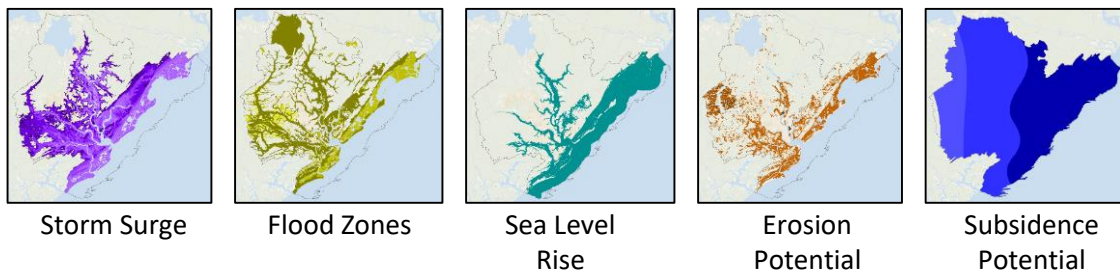 Storm Surge
Flood Zones
Sea Level
Rise
Erosion
Potential
Subsidence
Potential